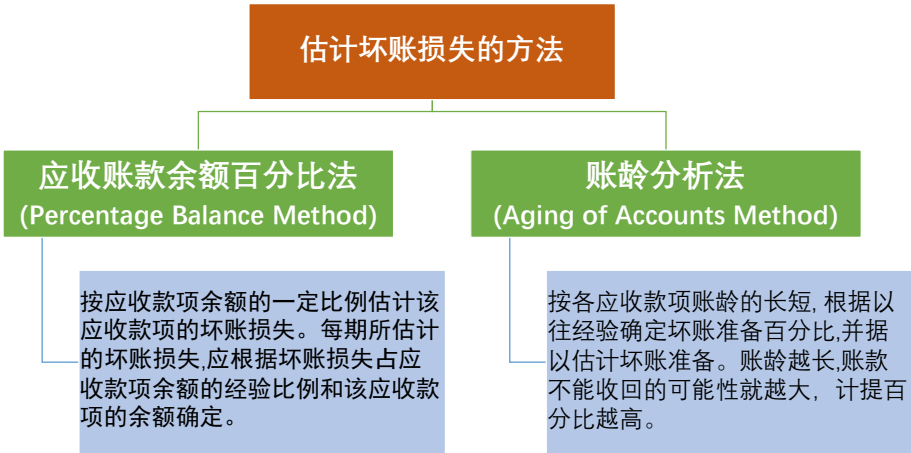 估计坏账损失的方法
应收账款余额百分比法
(Percentage Balance Method)
账龄分析法
(Aging of Accounts Method)
按应收款项余额的一定比例估计该
应收款项的坏账损失。每期所估计
的坏账损失,应根据坏账损失占应
收款项余额的经验比例和该应收款
项的余额确定。
按各应收款项账龄的长短, 根据以
往经验确定坏账准备百分比,并据
以估计坏账准备。账龄越长,账款
不能收回的可能性就越大，计提百
分比越高。